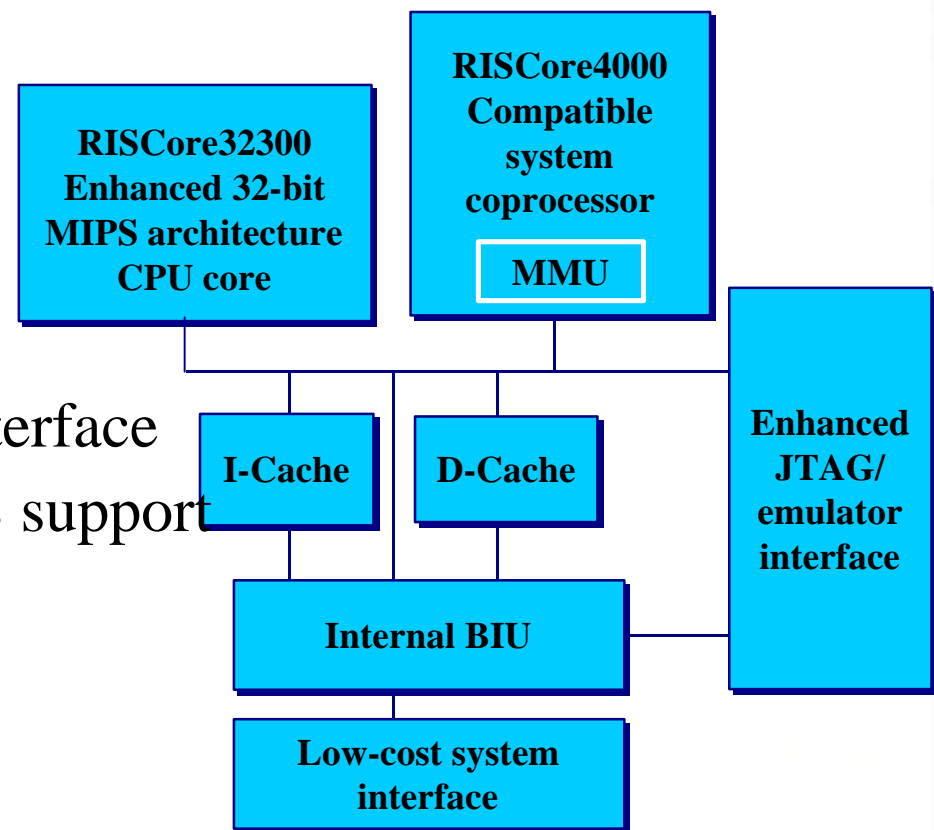 RISCore32300
Enhanced 32-bit
MIPS architecture
CPU core
RISCore4000
Compatible
system
coprocessor
MMU
I-Cache
D-Cache
support
Enhanced
JTAG/
emulator
interface
Internal BIU
Low-cost system
interface